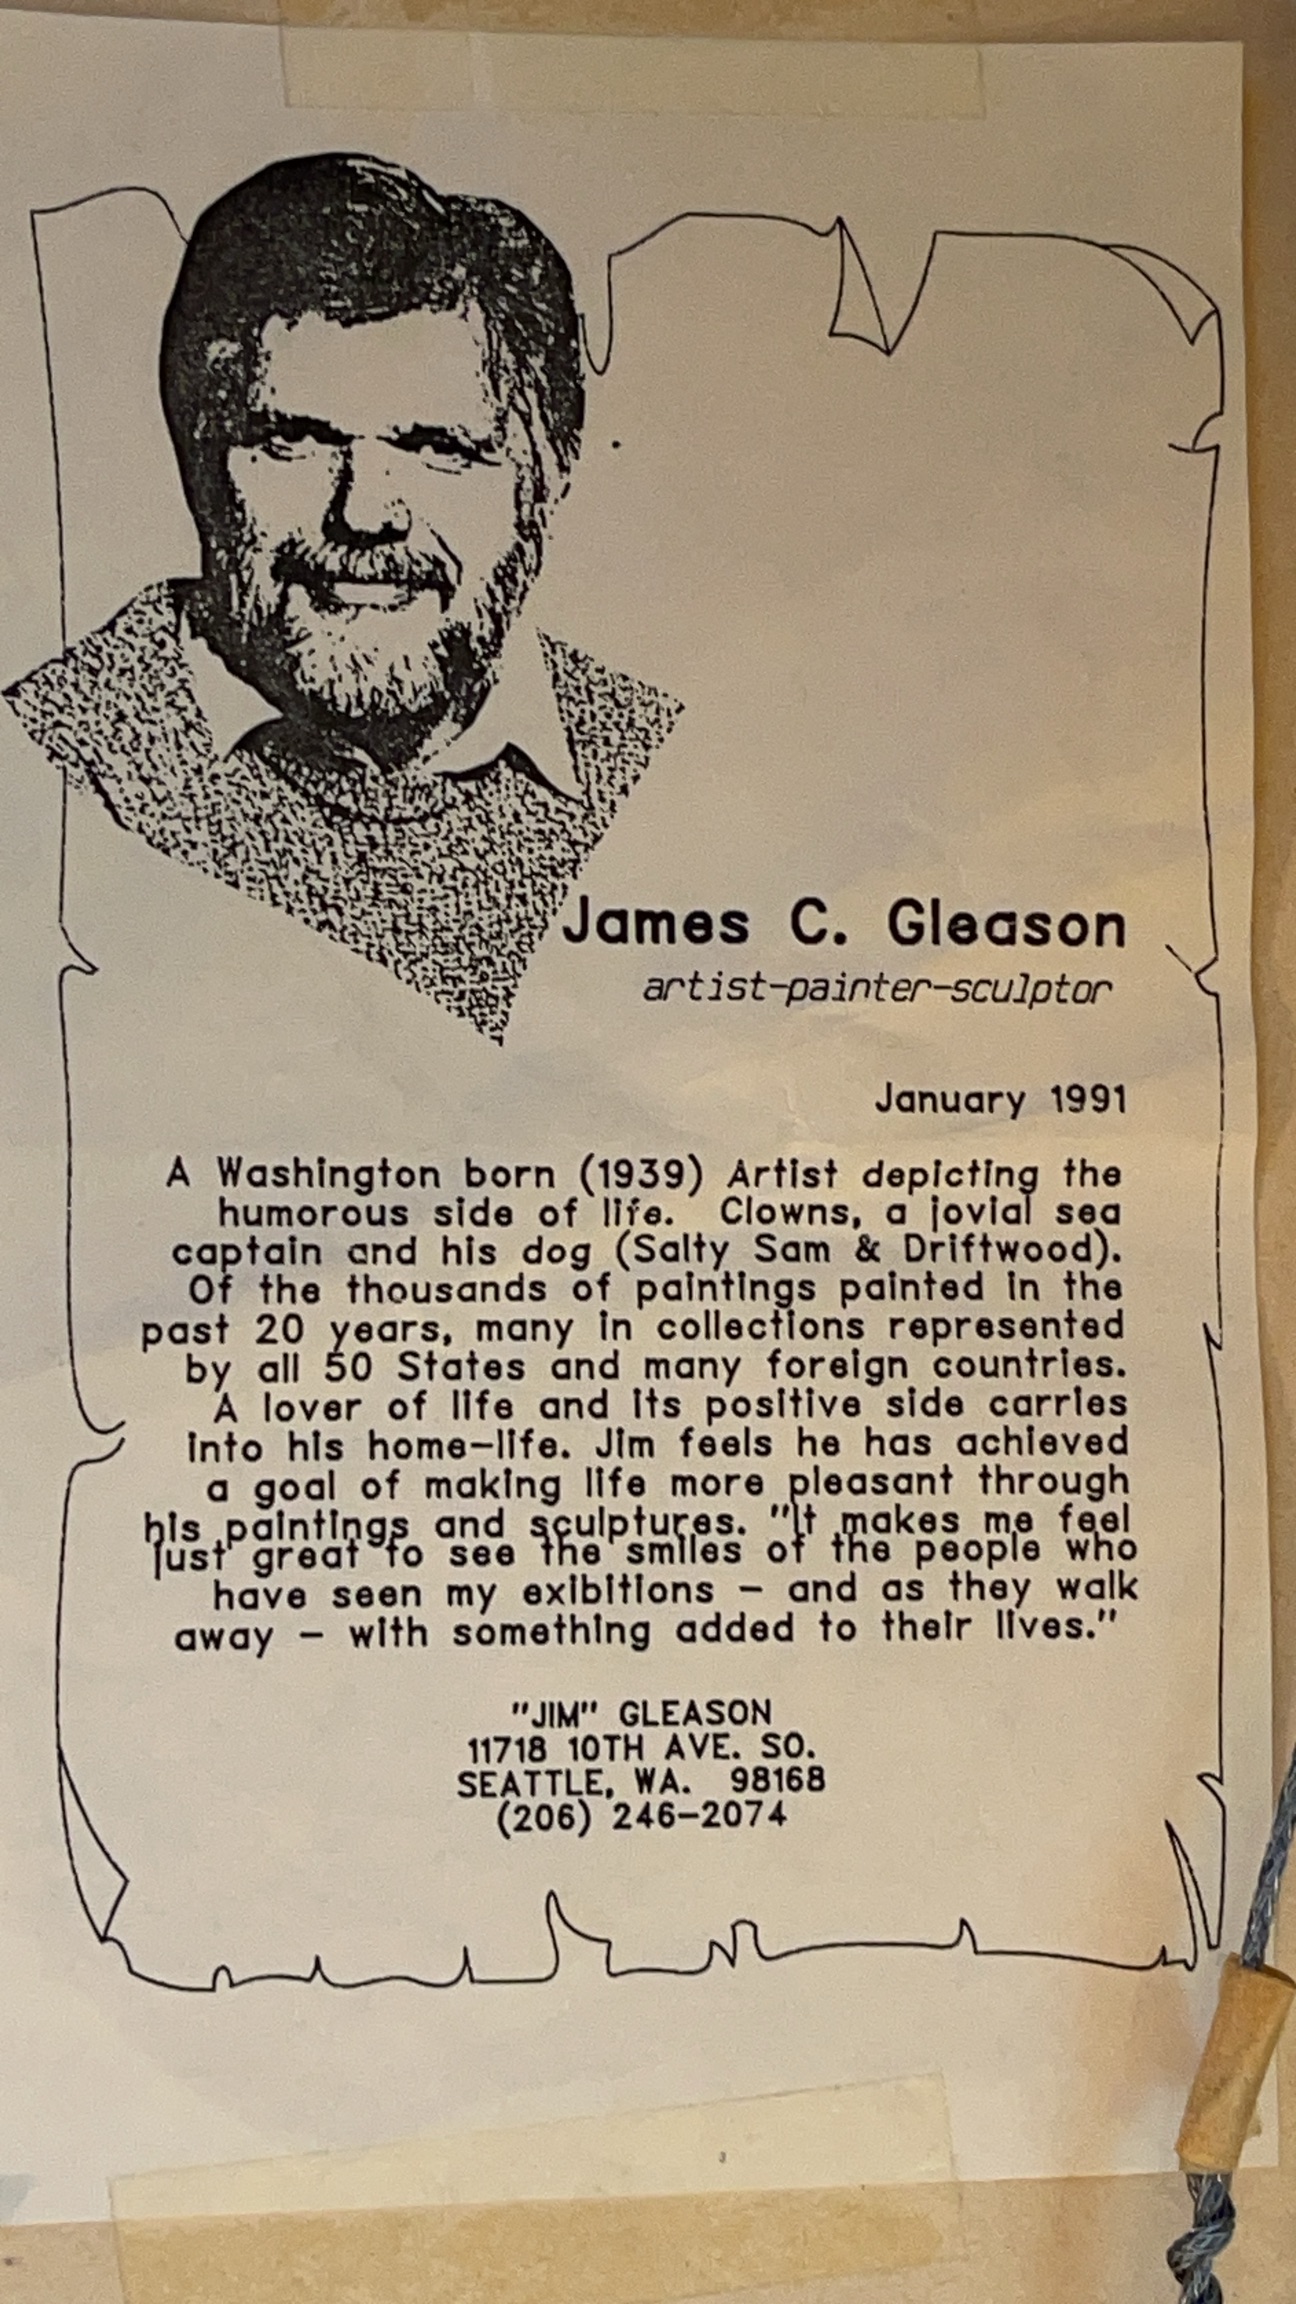 James C. Gleason
artist-painter-sculptor
January 1991
A Washington born (1939) Artist depicting the
humorous side of life. Clowns, a jovial sea
captain and his dog (Salty Sam & Driftwood).
Of the thousands of paintings painted in the
past 20 years, many in collections represented
by all 50 States and many foreign countries.
A lover of life and its positive side carries
into his home-life. Jim feels he has achieved
a goal of making life more pleasant through
his paintings and sculptures. "It makes me feel
just great to see the smiles of the people who
have seen my exibitions - and as they walk
away - with something added to their lives."
"JIM" GLEASON
11718 10TH AVE. SO.
SEATTLE, WA. 98168
(206) 246-2074